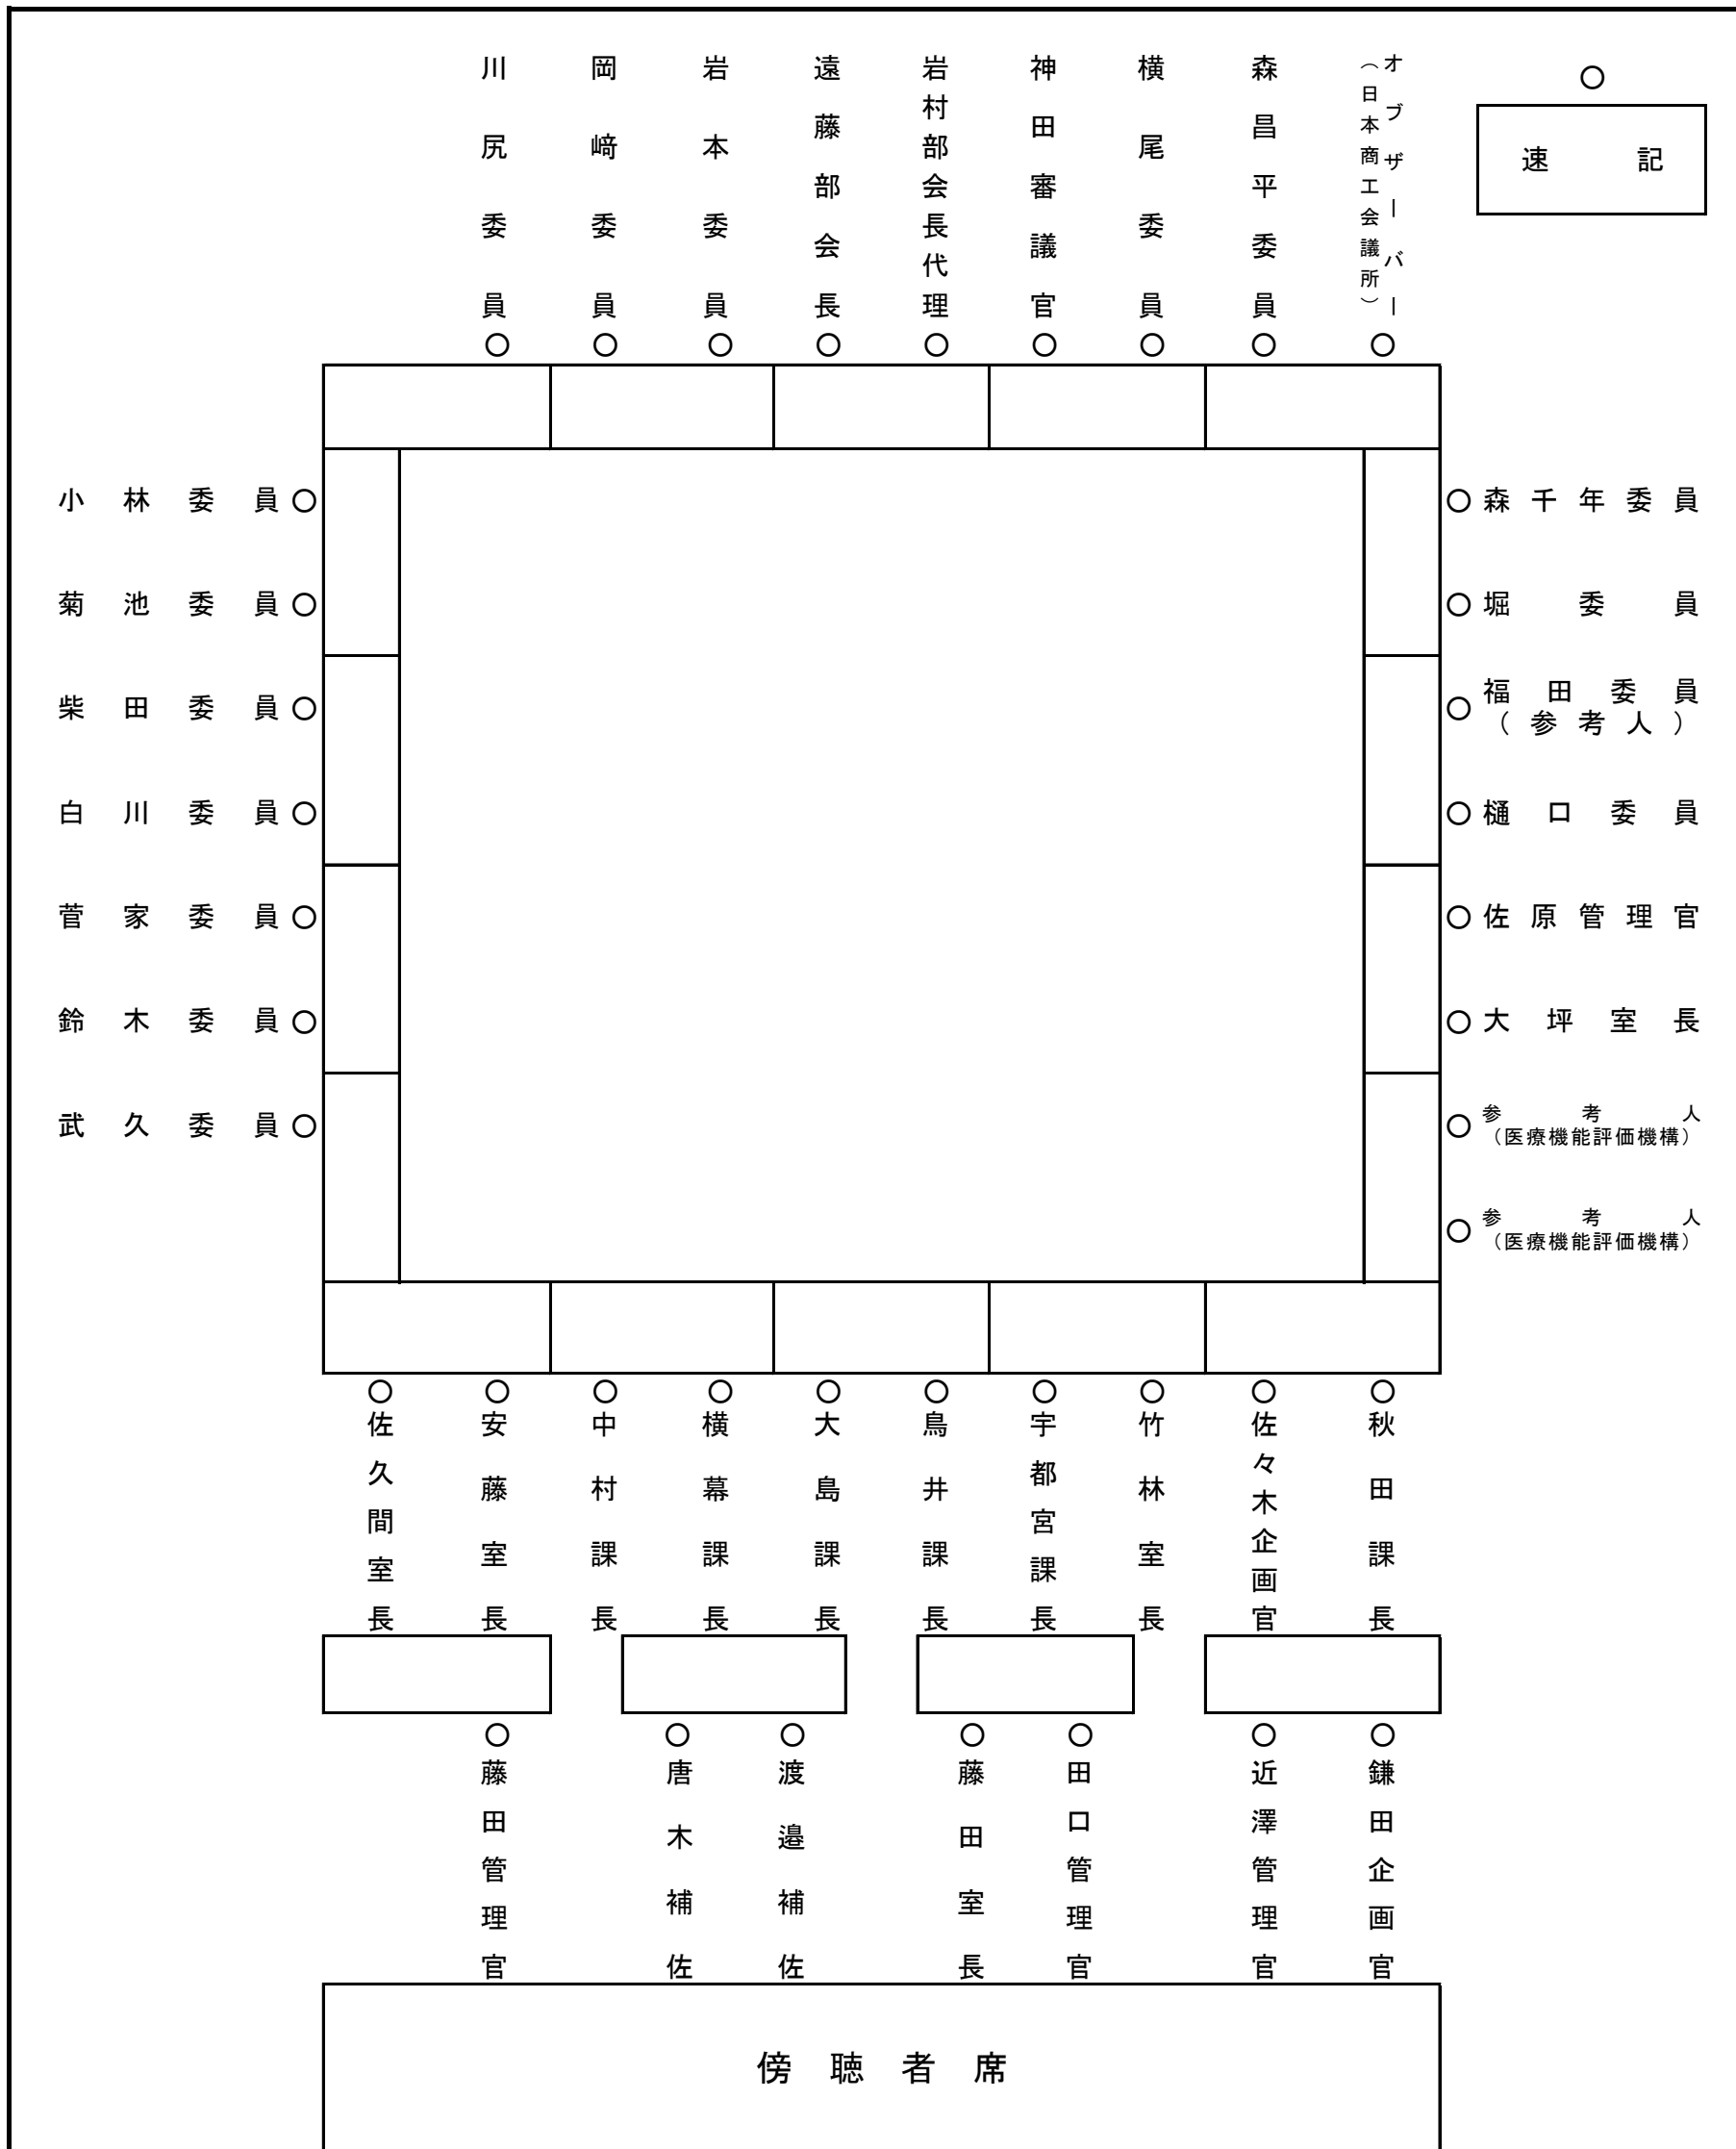 川尻委員
岡﨑委員
岩本委員
遠藤部会長
岩村部会長代理
神田審議官
横尾委員
森昌平委員
オブザーバー
（日本商工会議所）
速記
小林委員
菊池委員
柴田委員
白川委員
菅家委員
鈴木委員
武久委員
森千年委員
堀委員
福田委員
（参考人）
樋口委員
佐原管理官
大坪室長
参考人
（医療機能評価機構）
参考人
（医療機能評価機構）
佐久間室長
安藤室長
中村課長
横幕課長
大島課長
鳥井課長
宇都宮課長
竹林室長
佐々木企画官
秋田課長
藤田管理官
唐木補佐
渡邉補佐
藤田室長
田口管理官
近澤管理官
鎌田企画官
傍聴者席